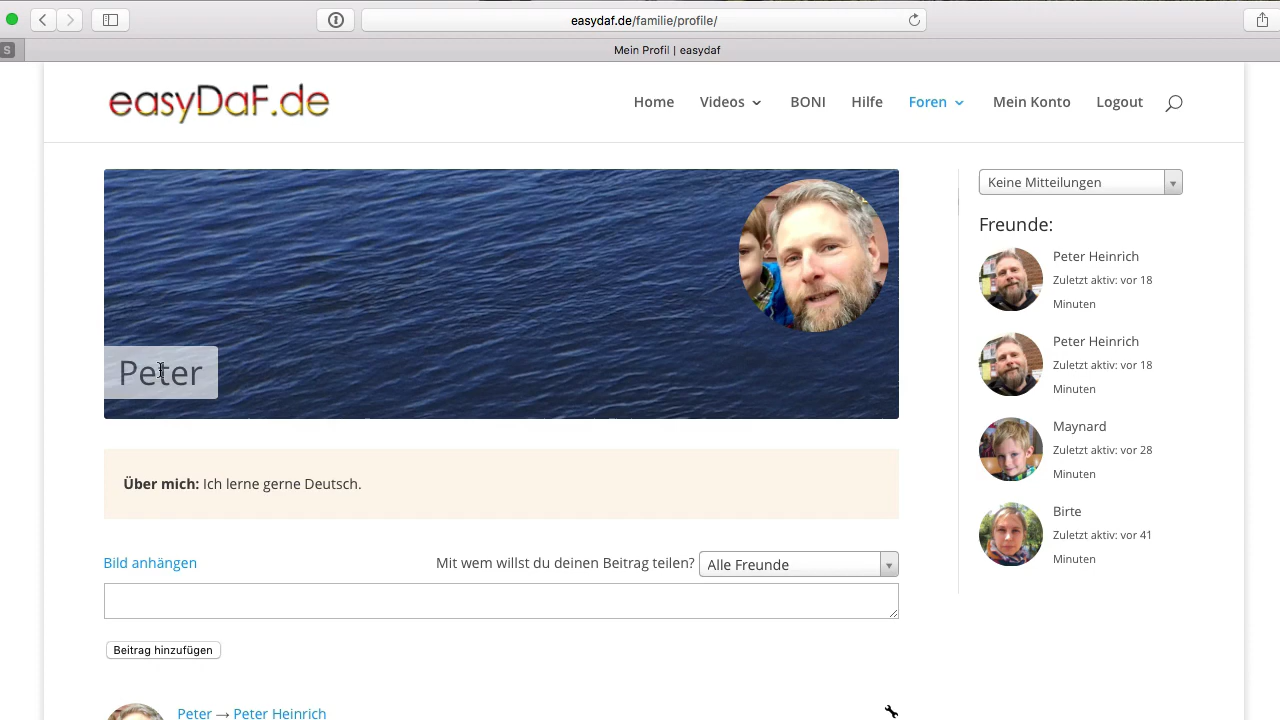 easydaf.de/familie/profile/
S
Mein Profil | easydaf
easyDaF.de
Home Videos BONI Hilfe Foren Mein Konto Logout
Keine Mitteilungen
Freunde:
Peter Heinrich
Zuletzt aktiv: vor 18
Minuten
Peter Heinrich
Zuletzt aktiv: vor 18
Minuten
Maynard
Zuletzt aktiv: vor 28
Minuten
Birte
Zuletzt aktiv: vor 41
Minuten
Peter
Über mich: Ich lerne gerne Deutsch.
Bild anhängen Mit wem willst du deinen Beitrag teilen? Alle Freunde
Beitrag hinzufügen
Peter → Peter Heinrich